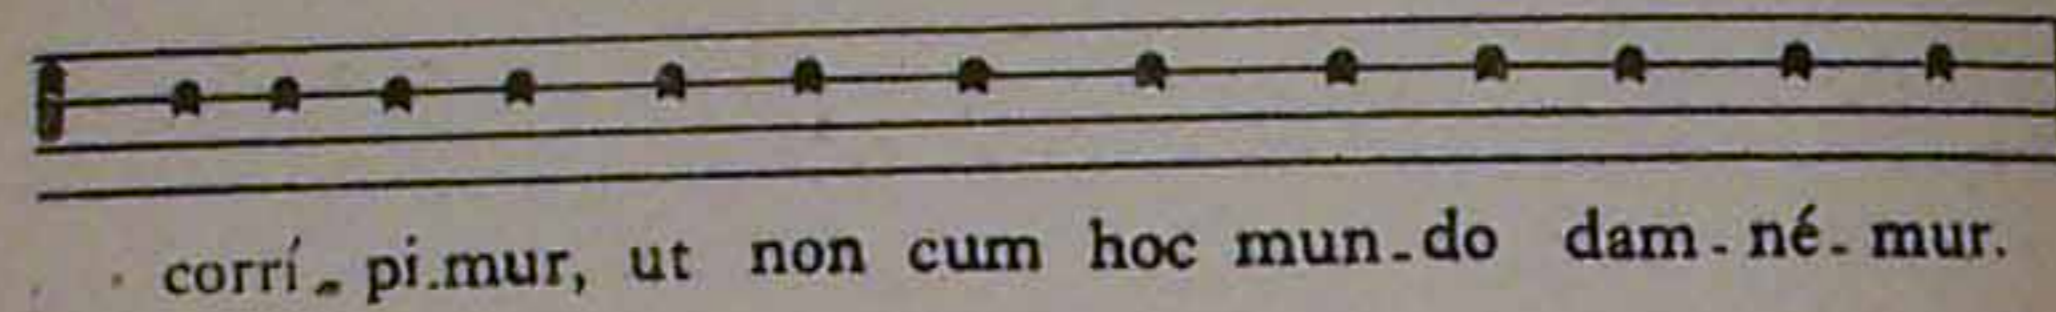 corrí-pi-mur, ut non cum hoc mun-do dam-né-mur.